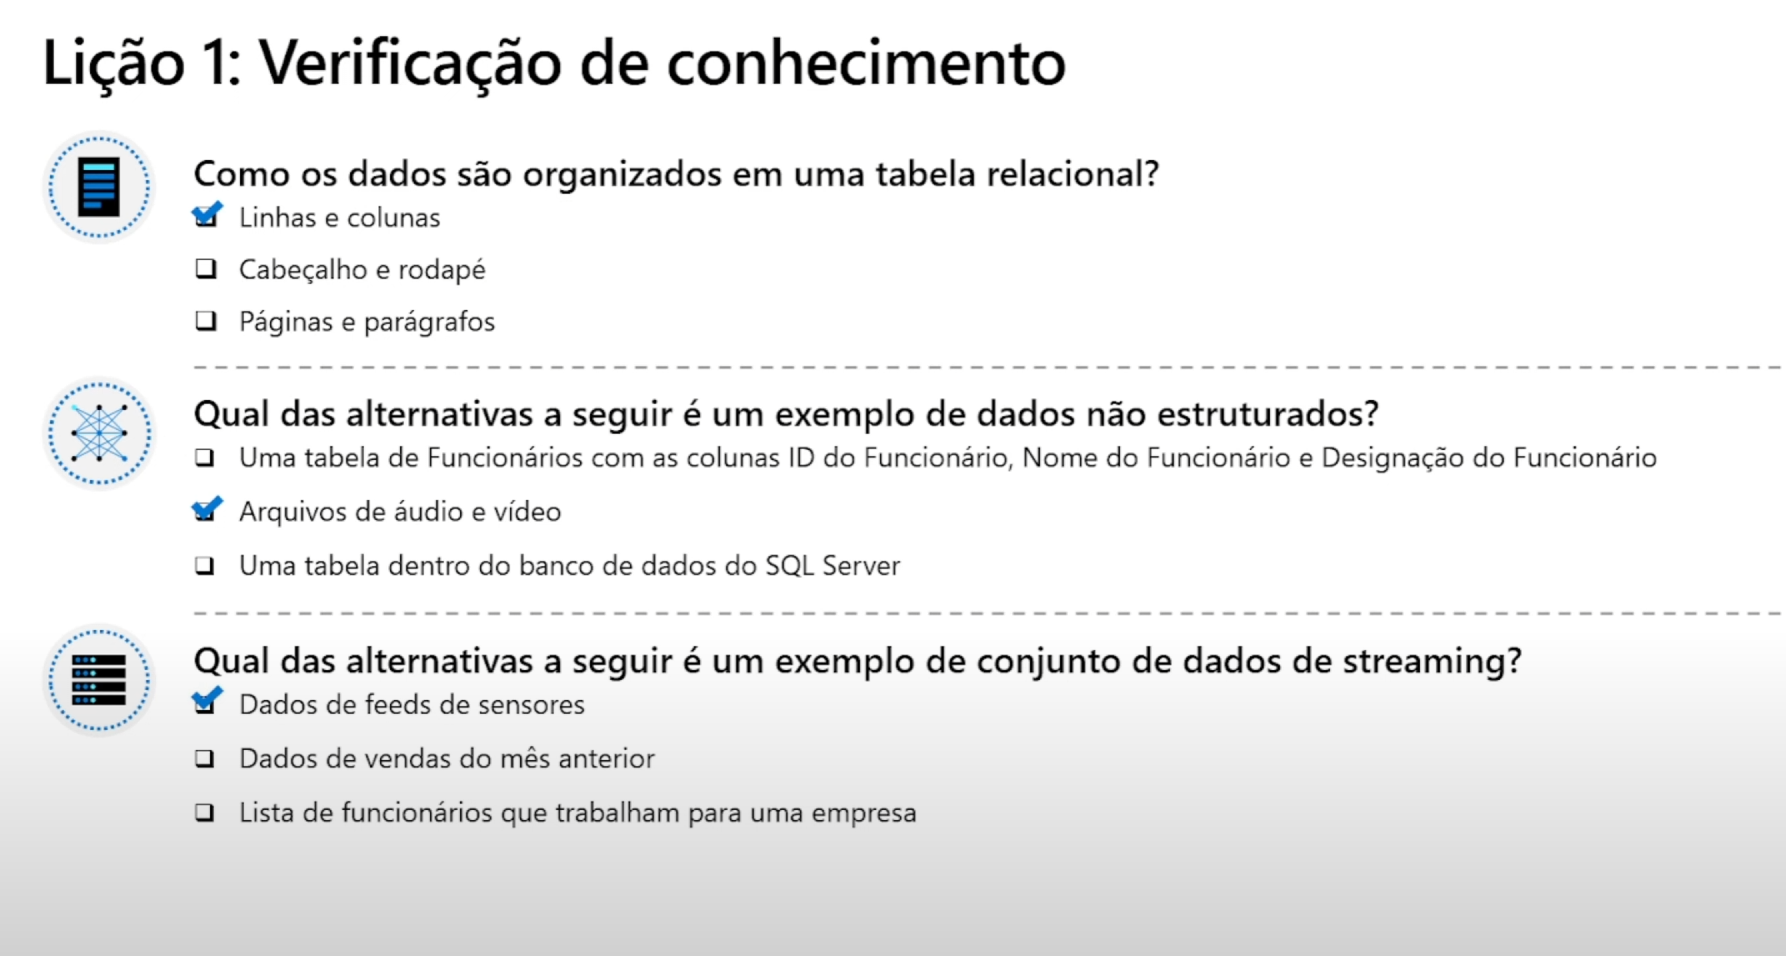 Lição 1: Verificação de conhecimento
Como os dados são organizados em uma tabela relacional?
Linhas e colunas
Cabeçalho e rodapé
Páginas e parágrafos
Qual das alternativas a seguir é um exemplo de dados não estruturados?
Uma tabela de Funcionários com as colunas ID do Funcionário, Nome do Funcionário e Designação do Funcionário
Arquivos de áudio e vídeo
Uma tabela dentro do banco de dados do SQL Server
Qual das alternativas a seguir é um exemplo de conjunto de dados de streaming?
Dados de feeds de sensores
Dados de vendas do mês anterior
Lista de funcionários que trabalham para uma empresa